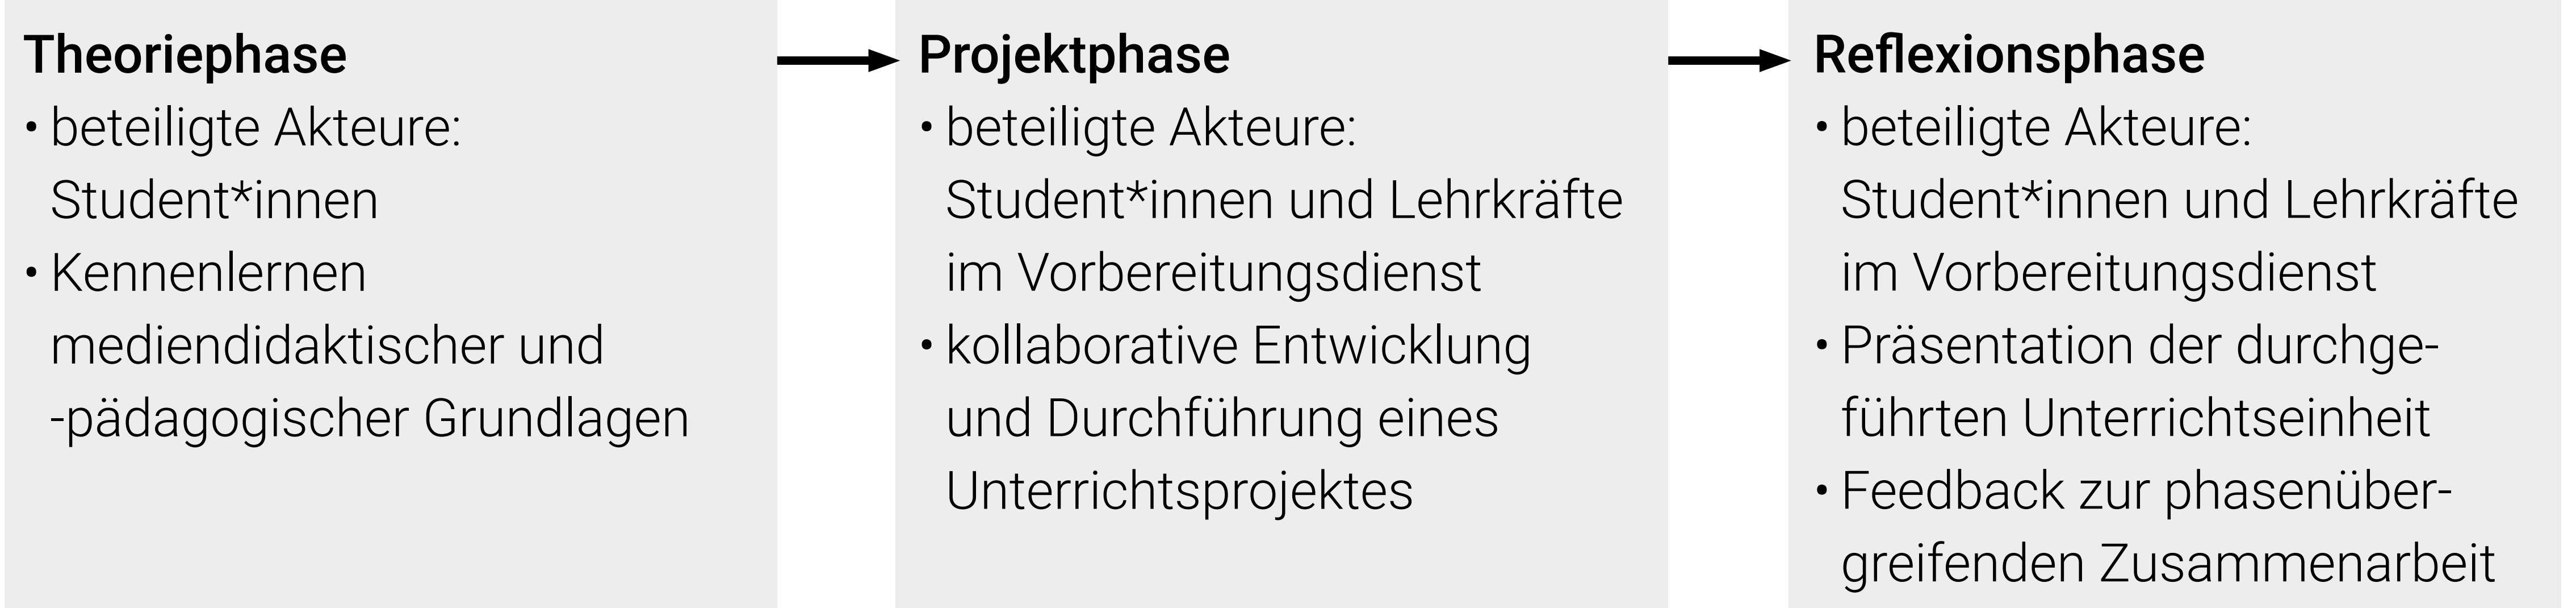 Theoriephase
• beteiligte Akteure:
Student*innen
• Kennenlernen
mediendidaktischer und
-pädagogischer Grundlagen
Projektphase
• beteiligte Akteure:
Student*innen und Lehrkräfte
im Vorbereitungsdienst
• kollaborative Entwicklung
und Durchführung eines
Unterrichtsprojektes
Reflexionsphase
• beteiligte Akteure:
Student*innen und Lehrkräfte
im Vorbereitungsdienst
• Präsentation der durchge-
führten Unterrichtseinheit
• Feedback zur phasenüber-
greifenden Zusammenarbeit